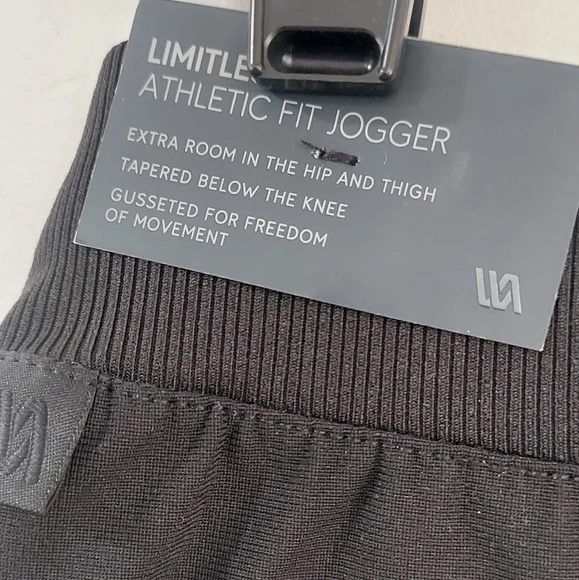 LIMITLE
ATHLETIC FIT JOGGER
EXTRA ROOM IN THE HIP AND THIGH
TAPERED BELOW THE KNEE
GUSSETED FOR FREEDOM
OF MOVEMENT